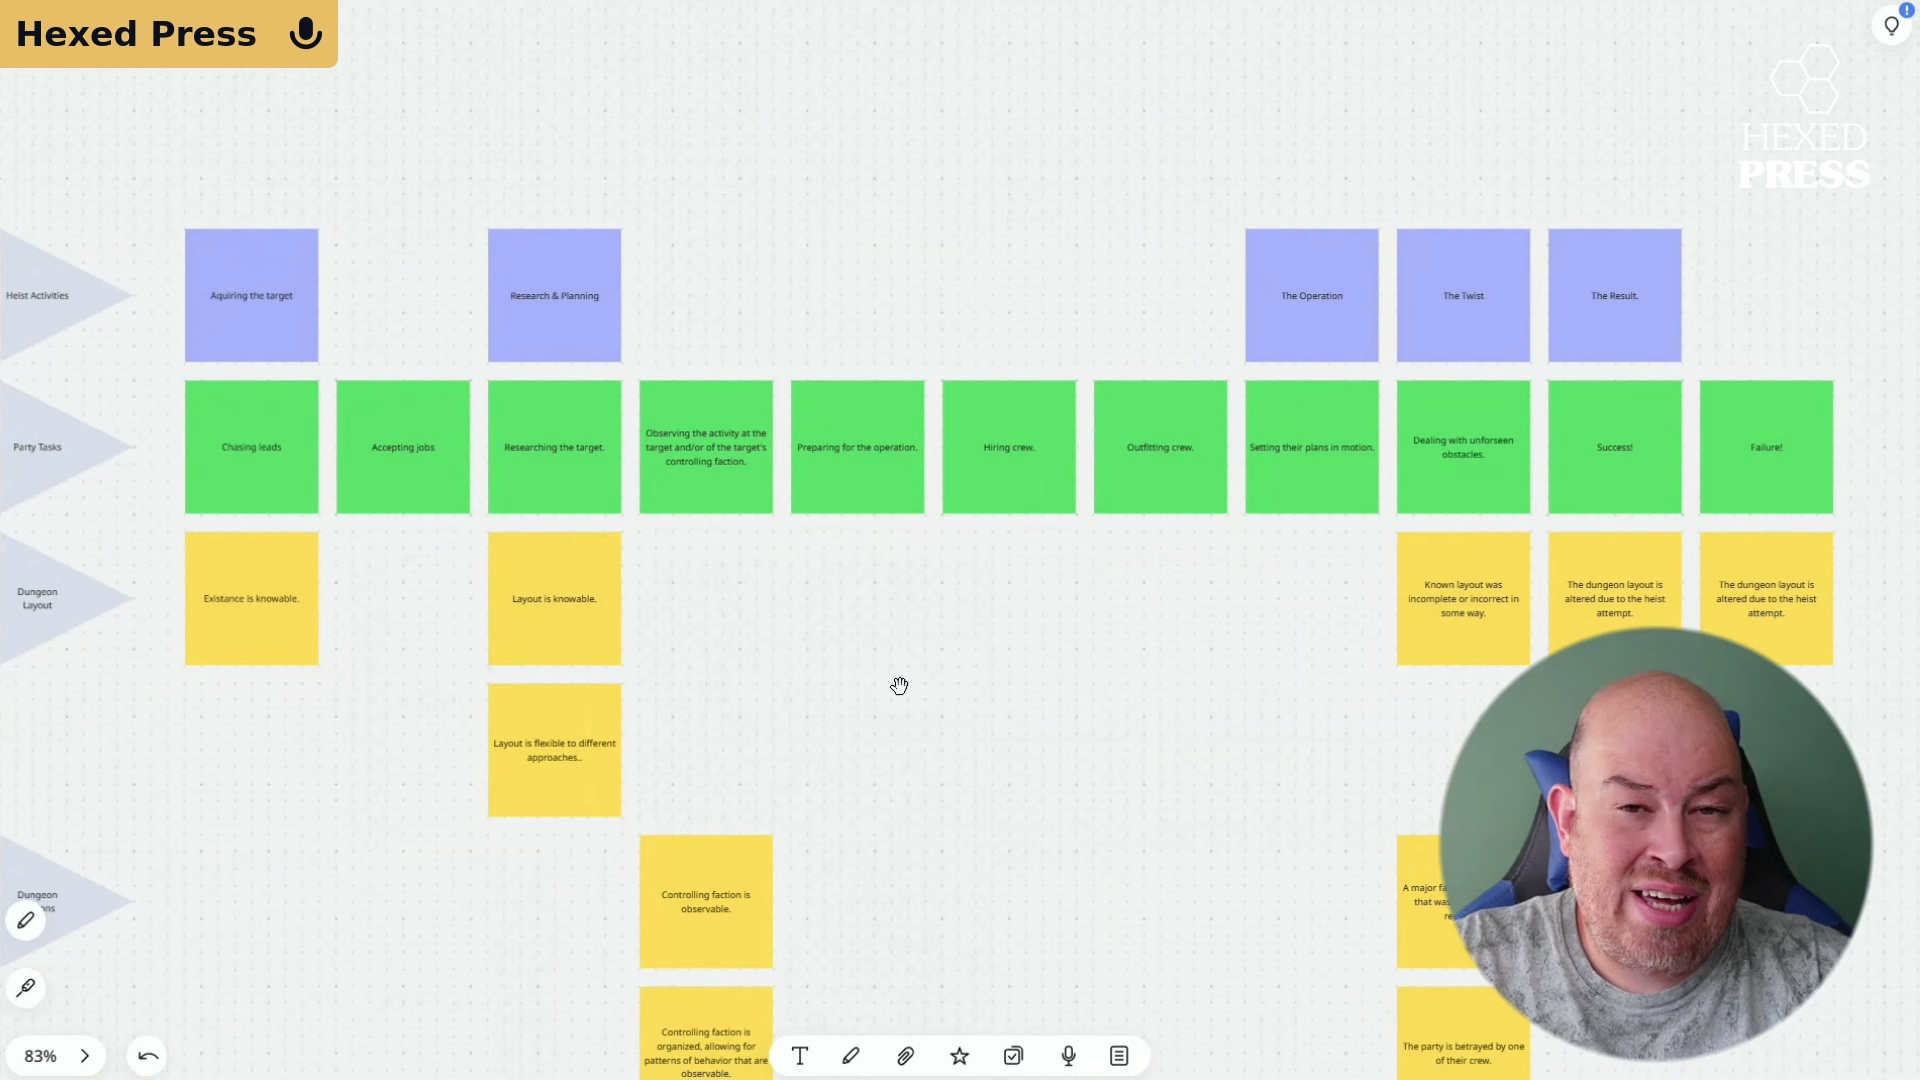 Hexed Press
HEXED
PRESS
Heist Activities
Aquiring the target
Research & Planning
The Operation
The Twist
The Result.
Party Tasks
Chasing leads
Accepting jobs
Researching the target.
Observing the activity at the
target and/or of the target's
controlling faction.
Preparing for the operation.
Hiring crew.
Outfitting crew.
Setting their plans in motion.
Dealing with unforseen
obstacles.
Success!
Failure!
Dungeon
Layout
Existance is knowable.
Layout is knowable.
Known layout was
incomplete or incorrect in
some way.
The dungeon layout is
altered due to the heist
attempt.
The dungeon layout is
altered due to the heist
attempt.
Layout is flexible to different
approaches..
Dungeon
Controlling faction is
observable.
A major
that was
Controlling faction is
organized, allowing for
patterns of behavior that are
observable.
The party is betrayed by one
of their crew.
83%